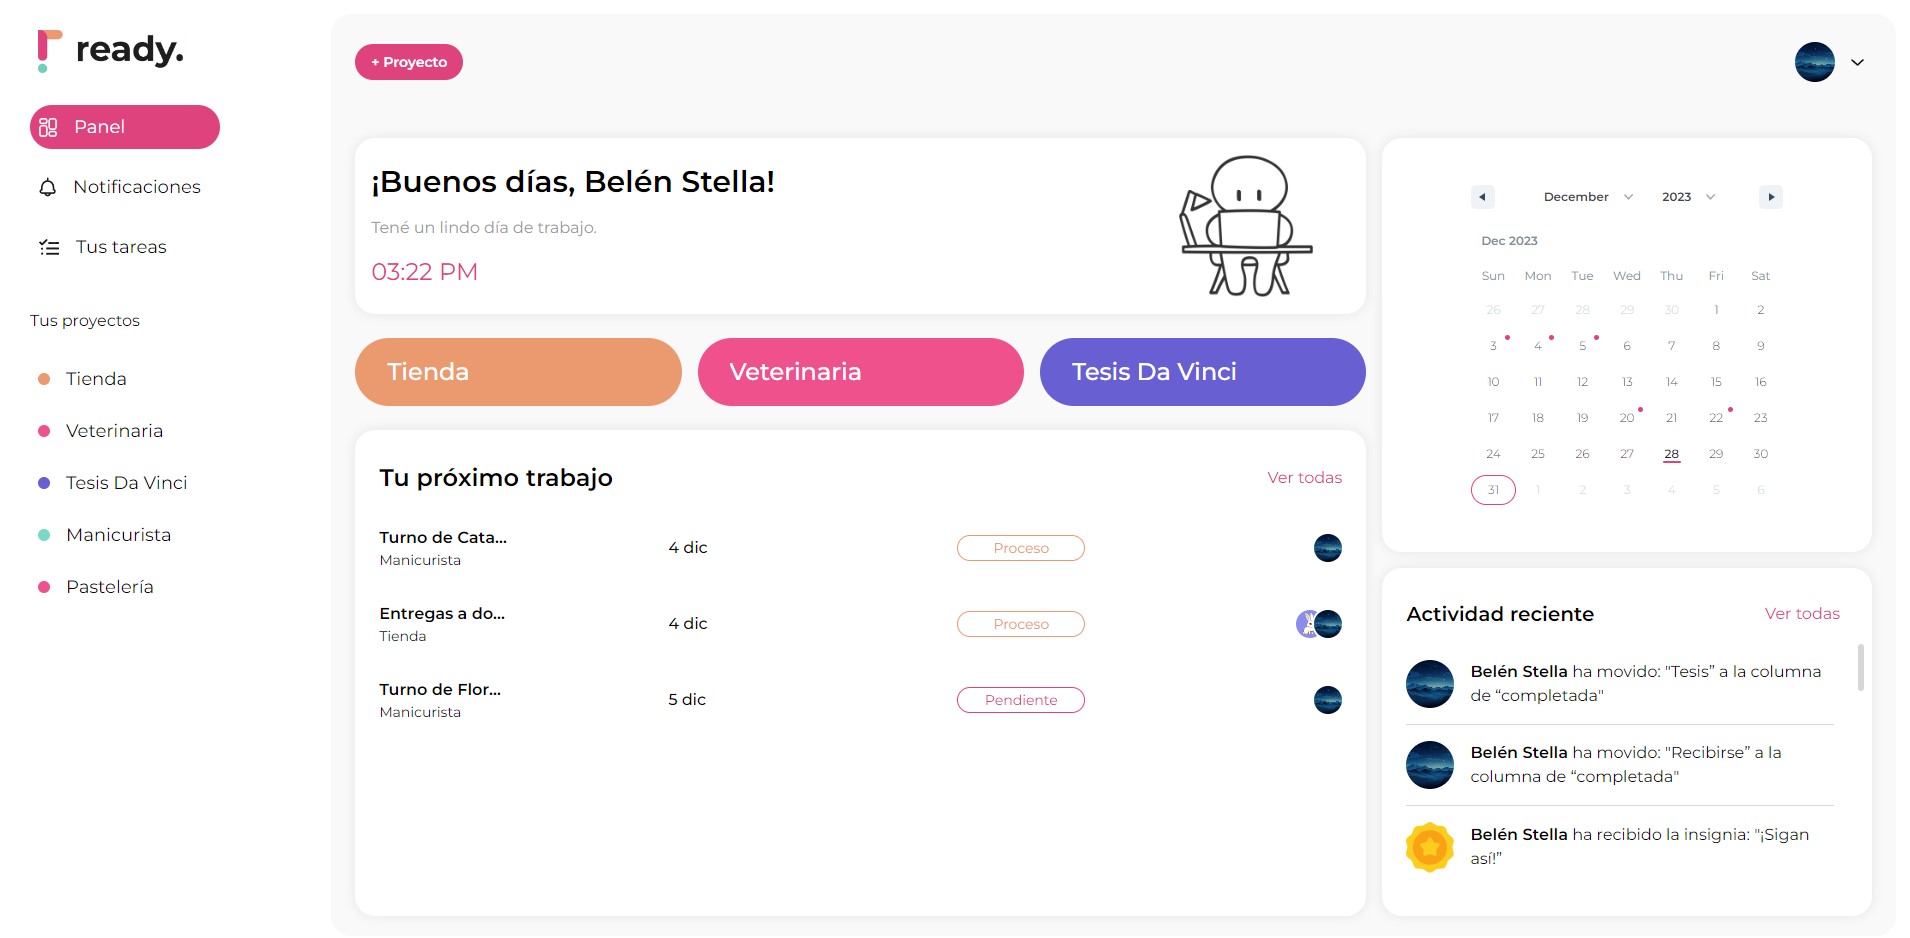 ready.
Panel
Notificaciones
Tus tareas
Tus proyectos
Tienda
Veterinaria
Tesis Da Vinci
Manicurista
Pastelería
+ Proyecto
¡Buenos días, Belén Stella!
Tené un lindo día de trabajo.
03:22 PM
Tienda
Veterinaria
Tesis Da Vinci
Tu próximo trabajo
Ver todas
Turno de Cata...
Manicurista
4 dic
Proceso
Entregas a do...
Tienda
4 dic
Proceso
Turno de Flor...
Manicurista
5 dic
Pendiente
December 2023
Dec 2023
Sun Mon Tue Wed Thu Fri Sat
26 27 28 29 30 1 2
3 4 5 6 7 8 9
10 11 12 13 14 15 16
17 18 19 20 21 22 23
24 25 26 27 28 29 30
31 1 2 3 4 5 6
Actividad reciente
Ver todas
Belén Stella ha movido: "Tesis” a la columna
de “completada"
Belén Stella ha movido: "Recibirse” a la
columna de “completada"
Belén Stella ha recibido la insignia: "¡Sigan
así!”